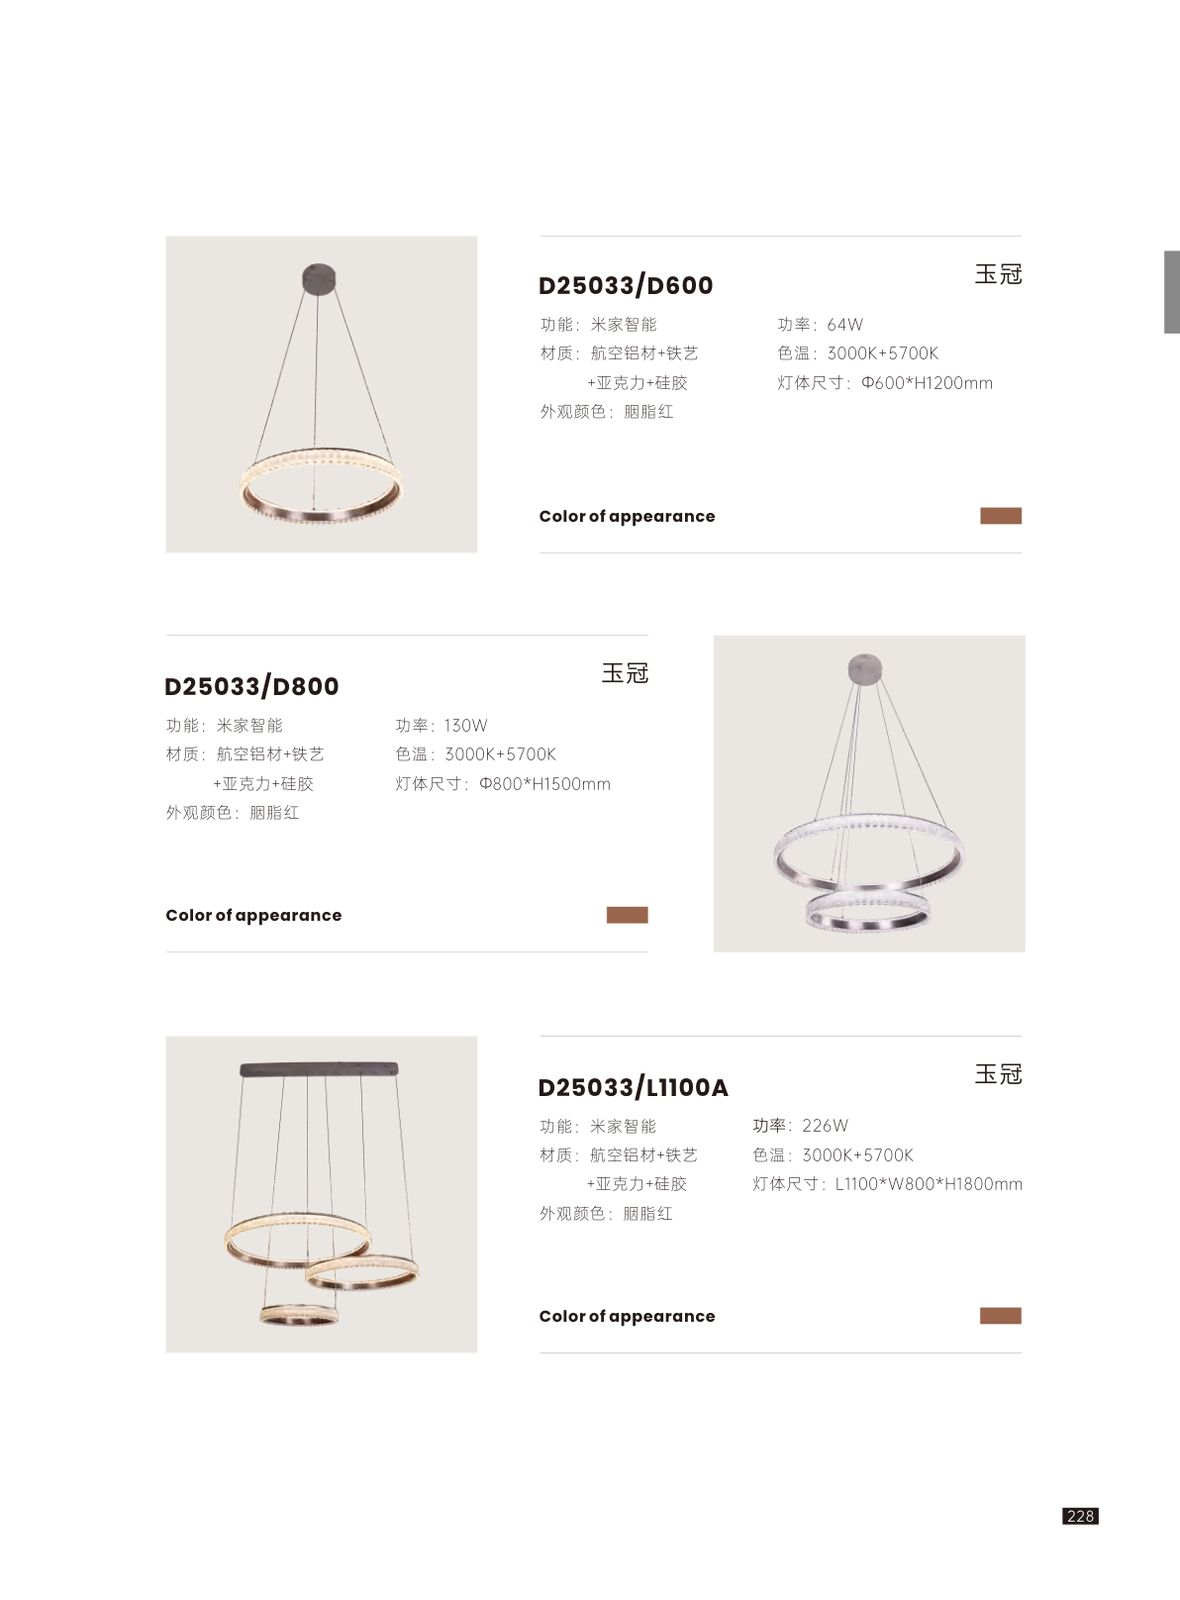 D25033/D600
玉冠
功能：米家智能
功率：64W
材质：航空铝材+铁艺
色温：3000K+5700K
+亚克力+硅胶
灯体尺寸：Φ600*H1200mm
外观颜色：胭脂红
Color of appearance
D25033/D800
玉冠
功能：米家智能
功率：130W
材质：航空铝材+铁艺
色温：3000K+5700K
+亚克力+硅胶
灯体尺寸：Φ800*H1500mm
外观颜色：胭脂红
Color of appearance
D25033/L1100A
玉冠
功能：米家智能
功率：226W
材质：航空铝材+铁艺
色温：3000K+5700K
+亚克力+硅胶
灯体尺寸：L1100*W800*H1800mm
外观颜色：胭脂红
Color of appearance
228